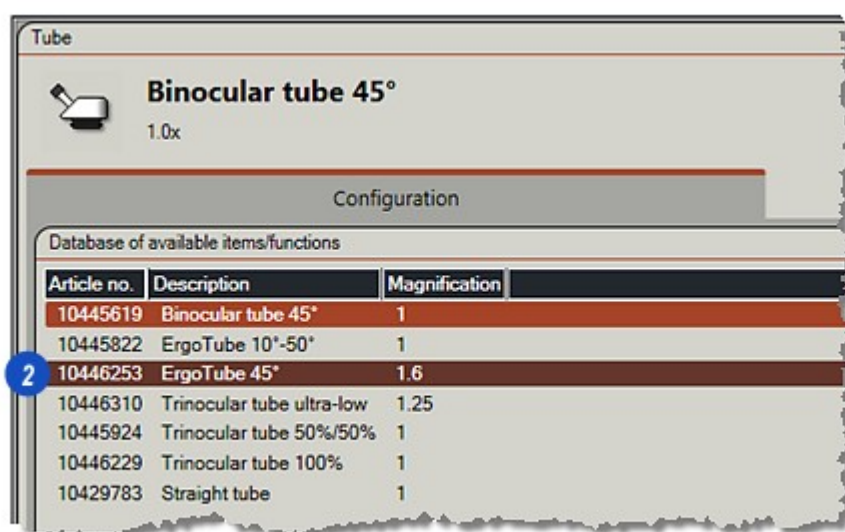 Tube
Binocular tube 45°
1.0x
Configuration
Database of available items/functions
Article no. Description Magnification
10445619 Binocular tube 45° 1
10445822 ErgoTube 10°-50° 1
2 10446253 ErgoTube 45° 1.6
10446310 Trinocular tube ultra-low 1.25
10445924 Trinocular tube 50%/50% 1
10446229 Trinocular tube 100% 1
10429783 Straight tube 1